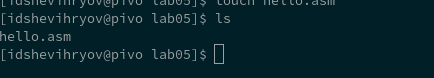 [idshevihryov@pivo lab05]$ touch hello.asm
[idshevihryov@pivo lab05]$ ls
hello.asm
[idshevihryov@pivo lab05]$